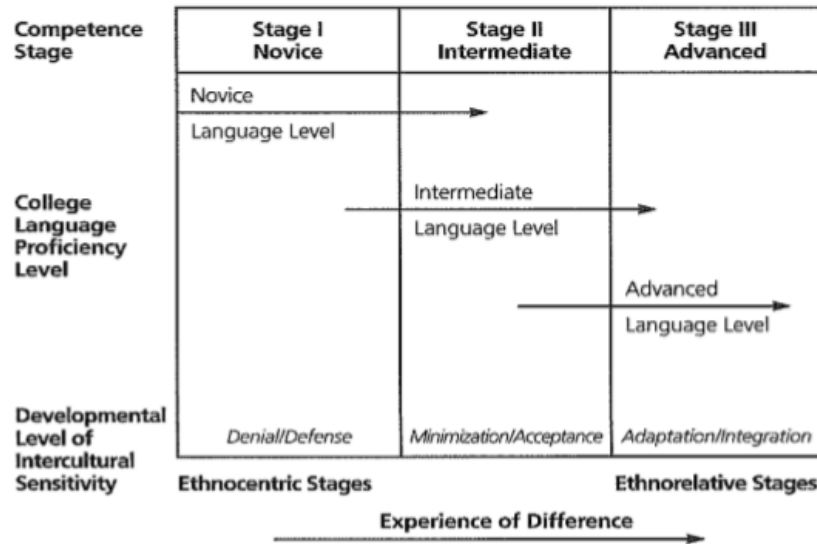 Competence
Stage
Stage I
Novice
Stage II
Intermediate
Stage III
Advanced
Novice
Language Level
College
Language
Proficiency
Level
Intermediate
Language Level
Advanced
Language Level
Developmental
Level of
Intercultural
Sensitivity
Denial/Defense
Minimization/Acceptance
Adaptation/Integration
Ethnocentric Stages
Ethnorelative Stages
Experience of Difference